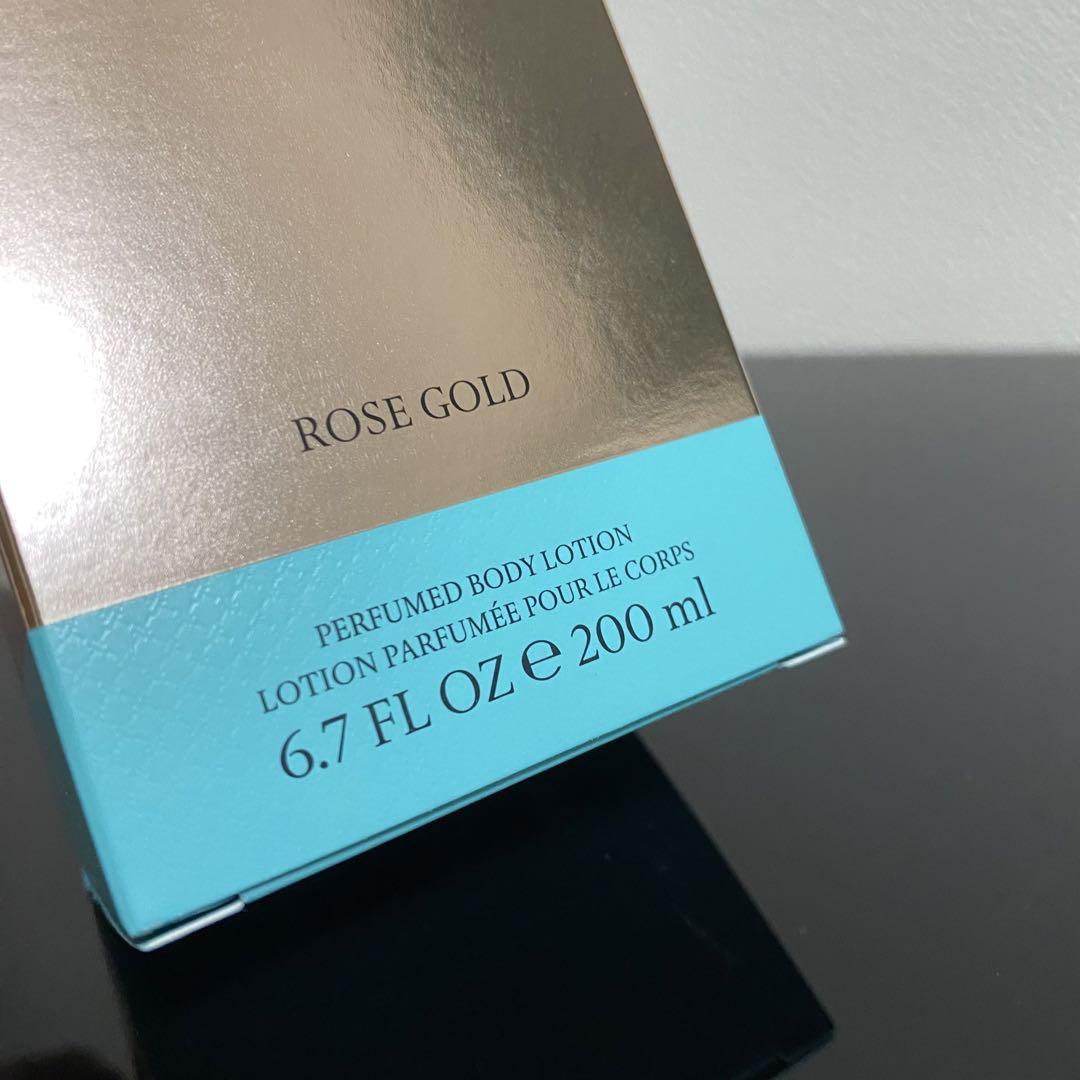 ROSE GOLD
PERFUMED BODY LOTION
LOTION PARFUMÉE POUR LE CORPS
6.7 FL OZ ℮ 200 ml